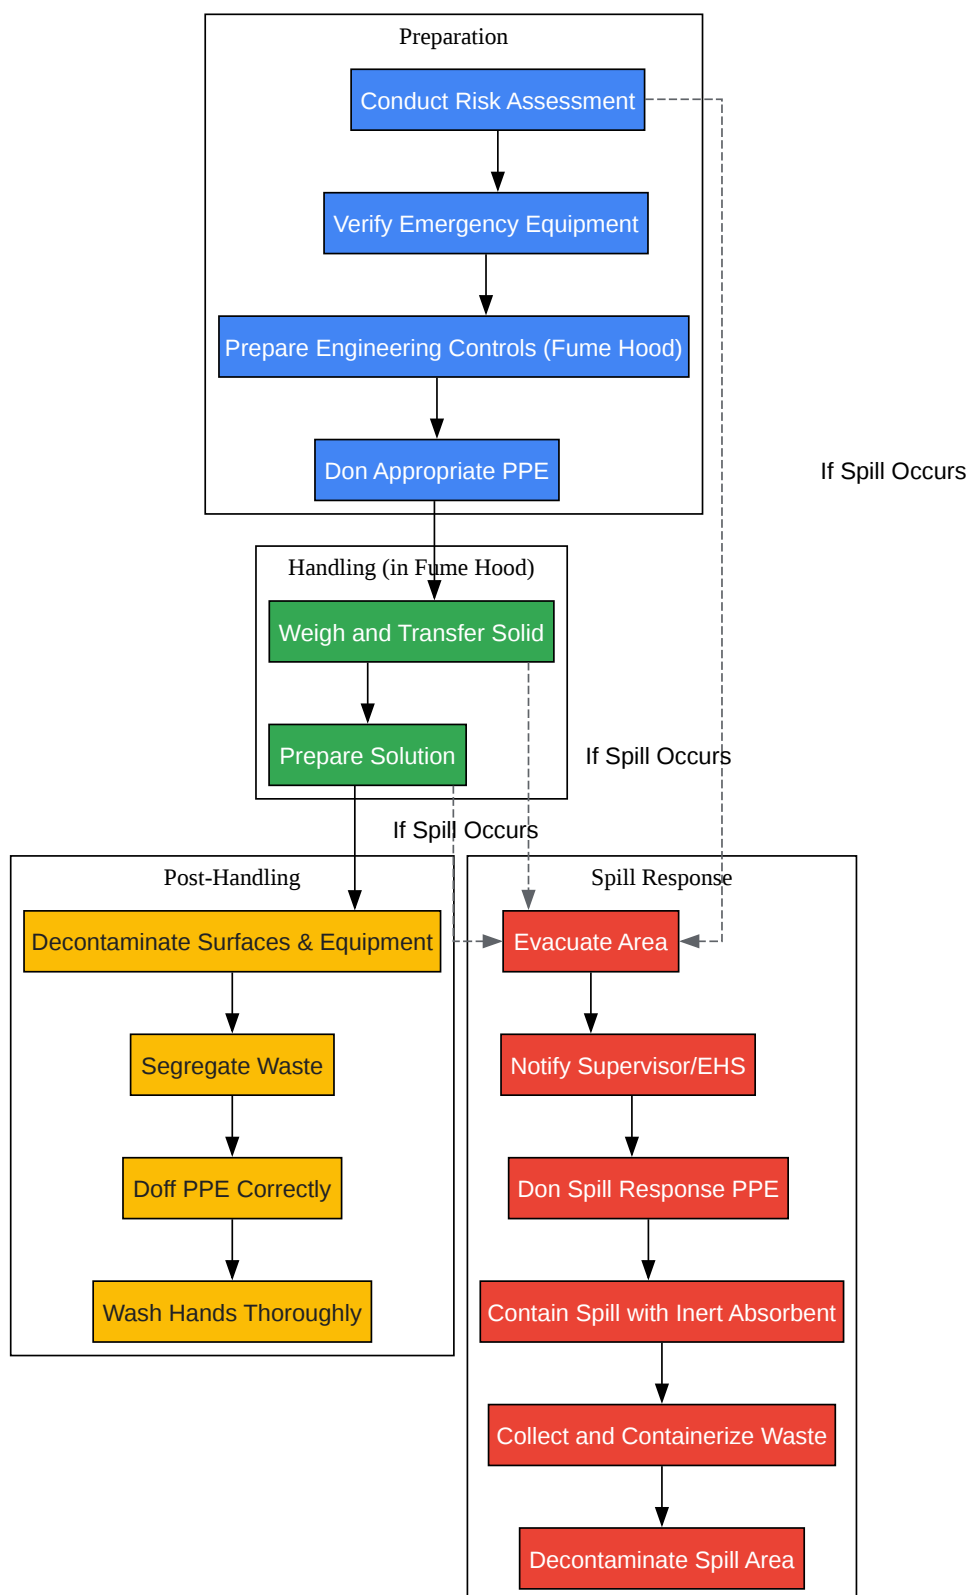 Preparation
Conduct Risk Assessment
Verify Emergency Equipment
Prepare Engineering Controls (Fume Hood)
Don Appropriate PPE
If Spill Occurs
Handling (in Fume Hood)
Weigh and Transfer Solid
Prepare Solution
If Spill Occurs
If Spill Occurs
Post-Handling
Decontaminate Surfaces & Equipment
Segregate Waste
Doff PPE Correctly
Wash Hands Thoroughly
Spill Response
Evacuate Area
Notify Supervisor/EHS
Don Spill Response PPE
Contain Spill with Inert Absorbent
Collect and Containerize Waste
Decontaminate Spill Area